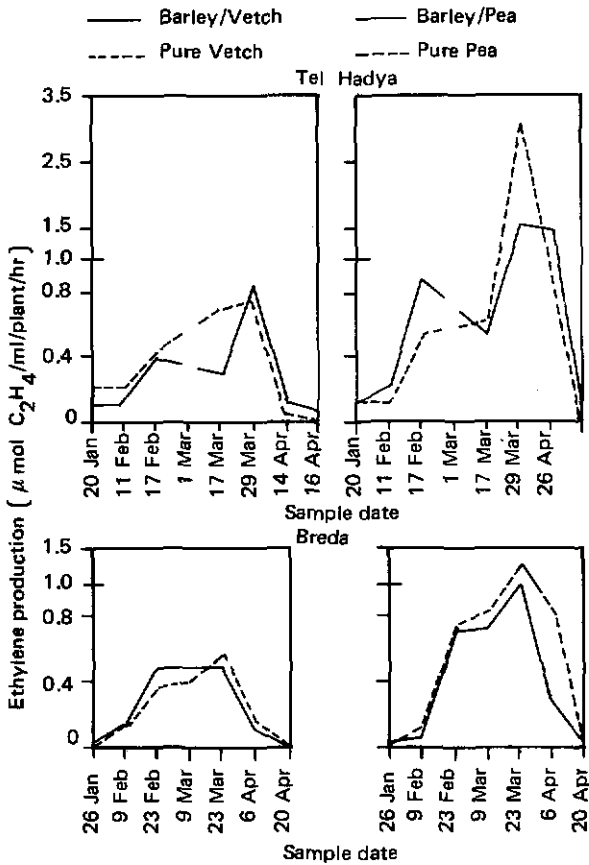 Barley/Vetch
Barley/Pea
Pure Vetch
Pure Pea
Tel Hadya
Ethylene production ( μ mol C2H4/ml/plant/hr)
3.5
2.5
1.5
1.0
0.8
0.4
0
20 Jan
11 Feb
17 Feb
1 Mar
17 Mar
29 Mar
14 Apr
16 Apr
20 Jan
11 Feb
17 Feb
1 Mar
17 Mar
29 Mar
26 Apr
Sample date
Breda
1.5
1.0
0.8
0.4
0
26 Jan
9 Feb
23 Feb
9 Mar
23 Mar
6 Apr
20 Apr
26 Jan
9 Feb
23 Feb
9 Mar
23 Mar
6 Apr
20 Apr
Sample date